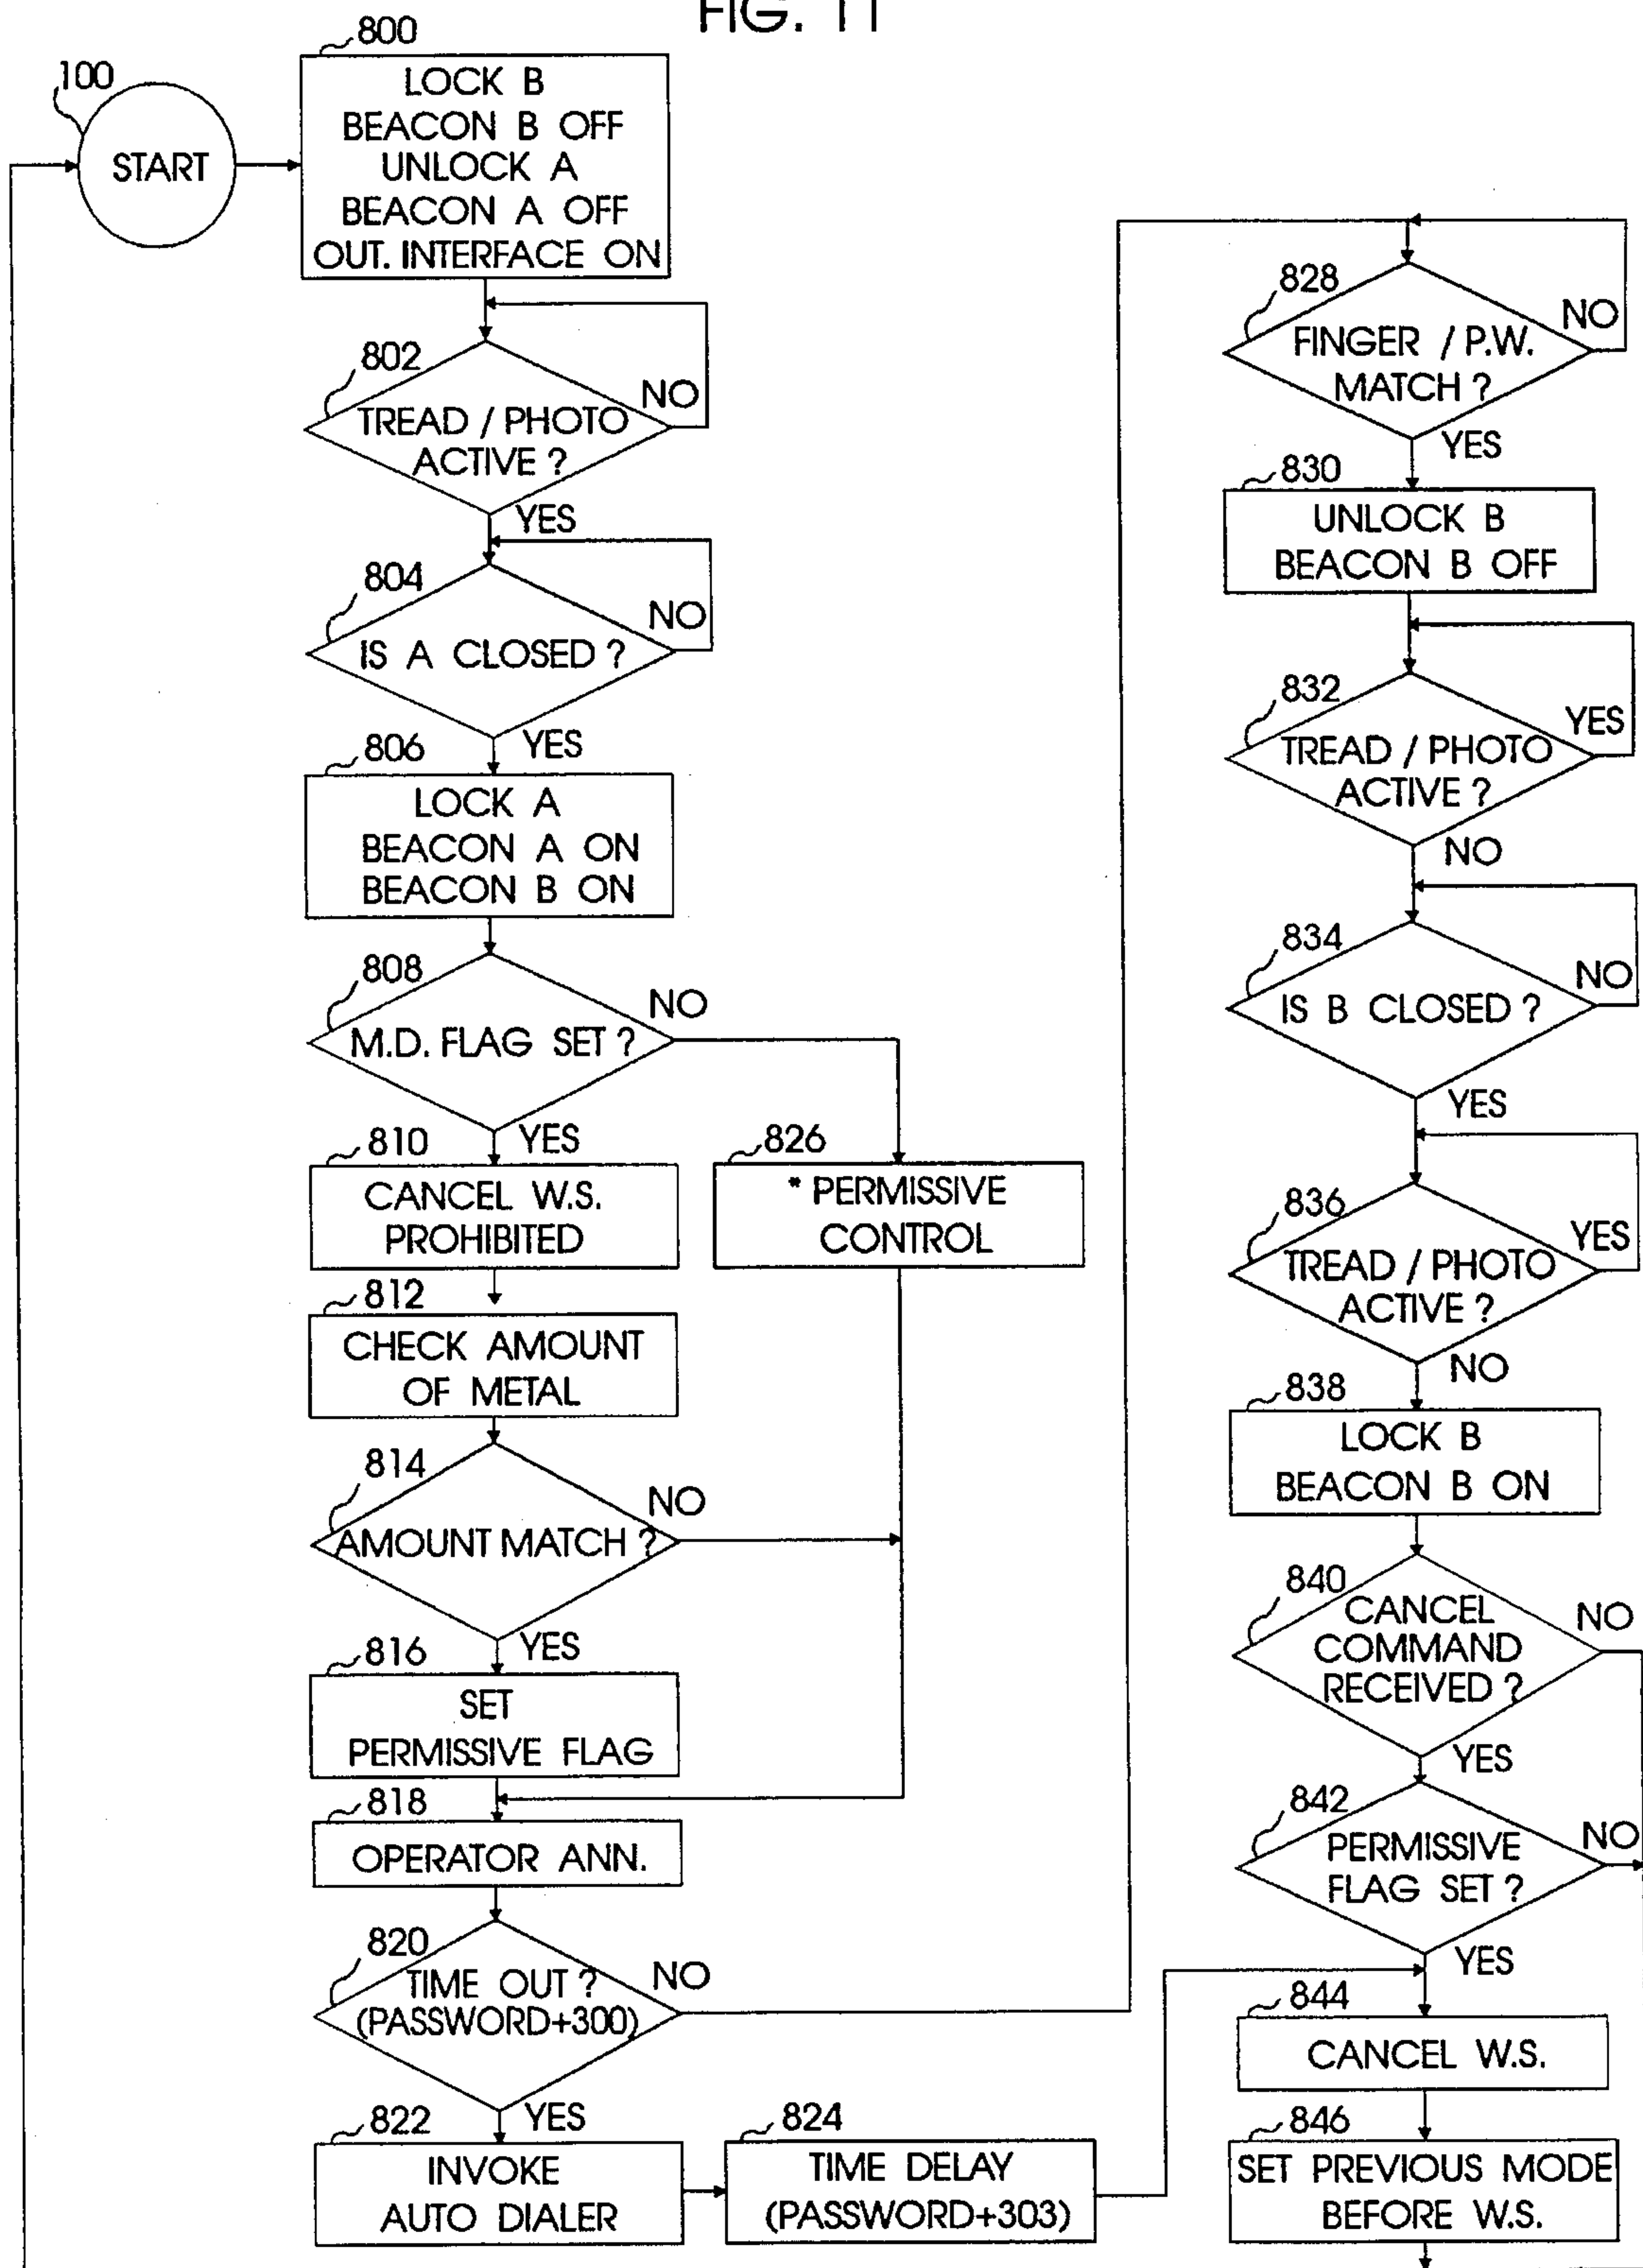 FIG. 11
100
START
800
LOCK B
BEACON B OFF
UNLOCK A
BEACON A OFF
OUT. INTERFACE ON
802
TREAD / PHOTO
ACTIVE ?
NO
YES
804
IS A CLOSED ?
NO
YES
806
LOCK A
BEACON A ON
BEACON B ON
808
M.D. FLAG SET ?
NO
YES
810
CANCEL W.S.
PROHIBITED
826
* PERMISSIVE
CONTROL
812
CHECK AMOUNT
OF METAL
814
AMOUNT MATCH ?
NO
YES
816
SET
PERMISSIVE FLAG
818
OPERATOR ANN.
820
TIME OUT ?
(PASSWORD+300)
NO
YES
822
INVOKE
AUTO DIALER
824
TIME DELAY
(PASSWORD+303)
828
FINGER / P.W.
MATCH ?
NO
YES
830
UNLOCK B
BEACON B OFF
832
TREAD / PHOTO
ACTIVE ?
YES
NO
834
IS B CLOSED ?
NO
YES
836
TREAD / PHOTO
ACTIVE ?
YES
NO
838
LOCK B
BEACON B ON
840
CANCEL
COMMAND
RECEIVED ?
NO
YES
842
PERMISSIVE
FLAG SET ?
NO
YES
844
CANCEL W.S.
846
SET PREVIOUS MODE
BEFORE W.S.